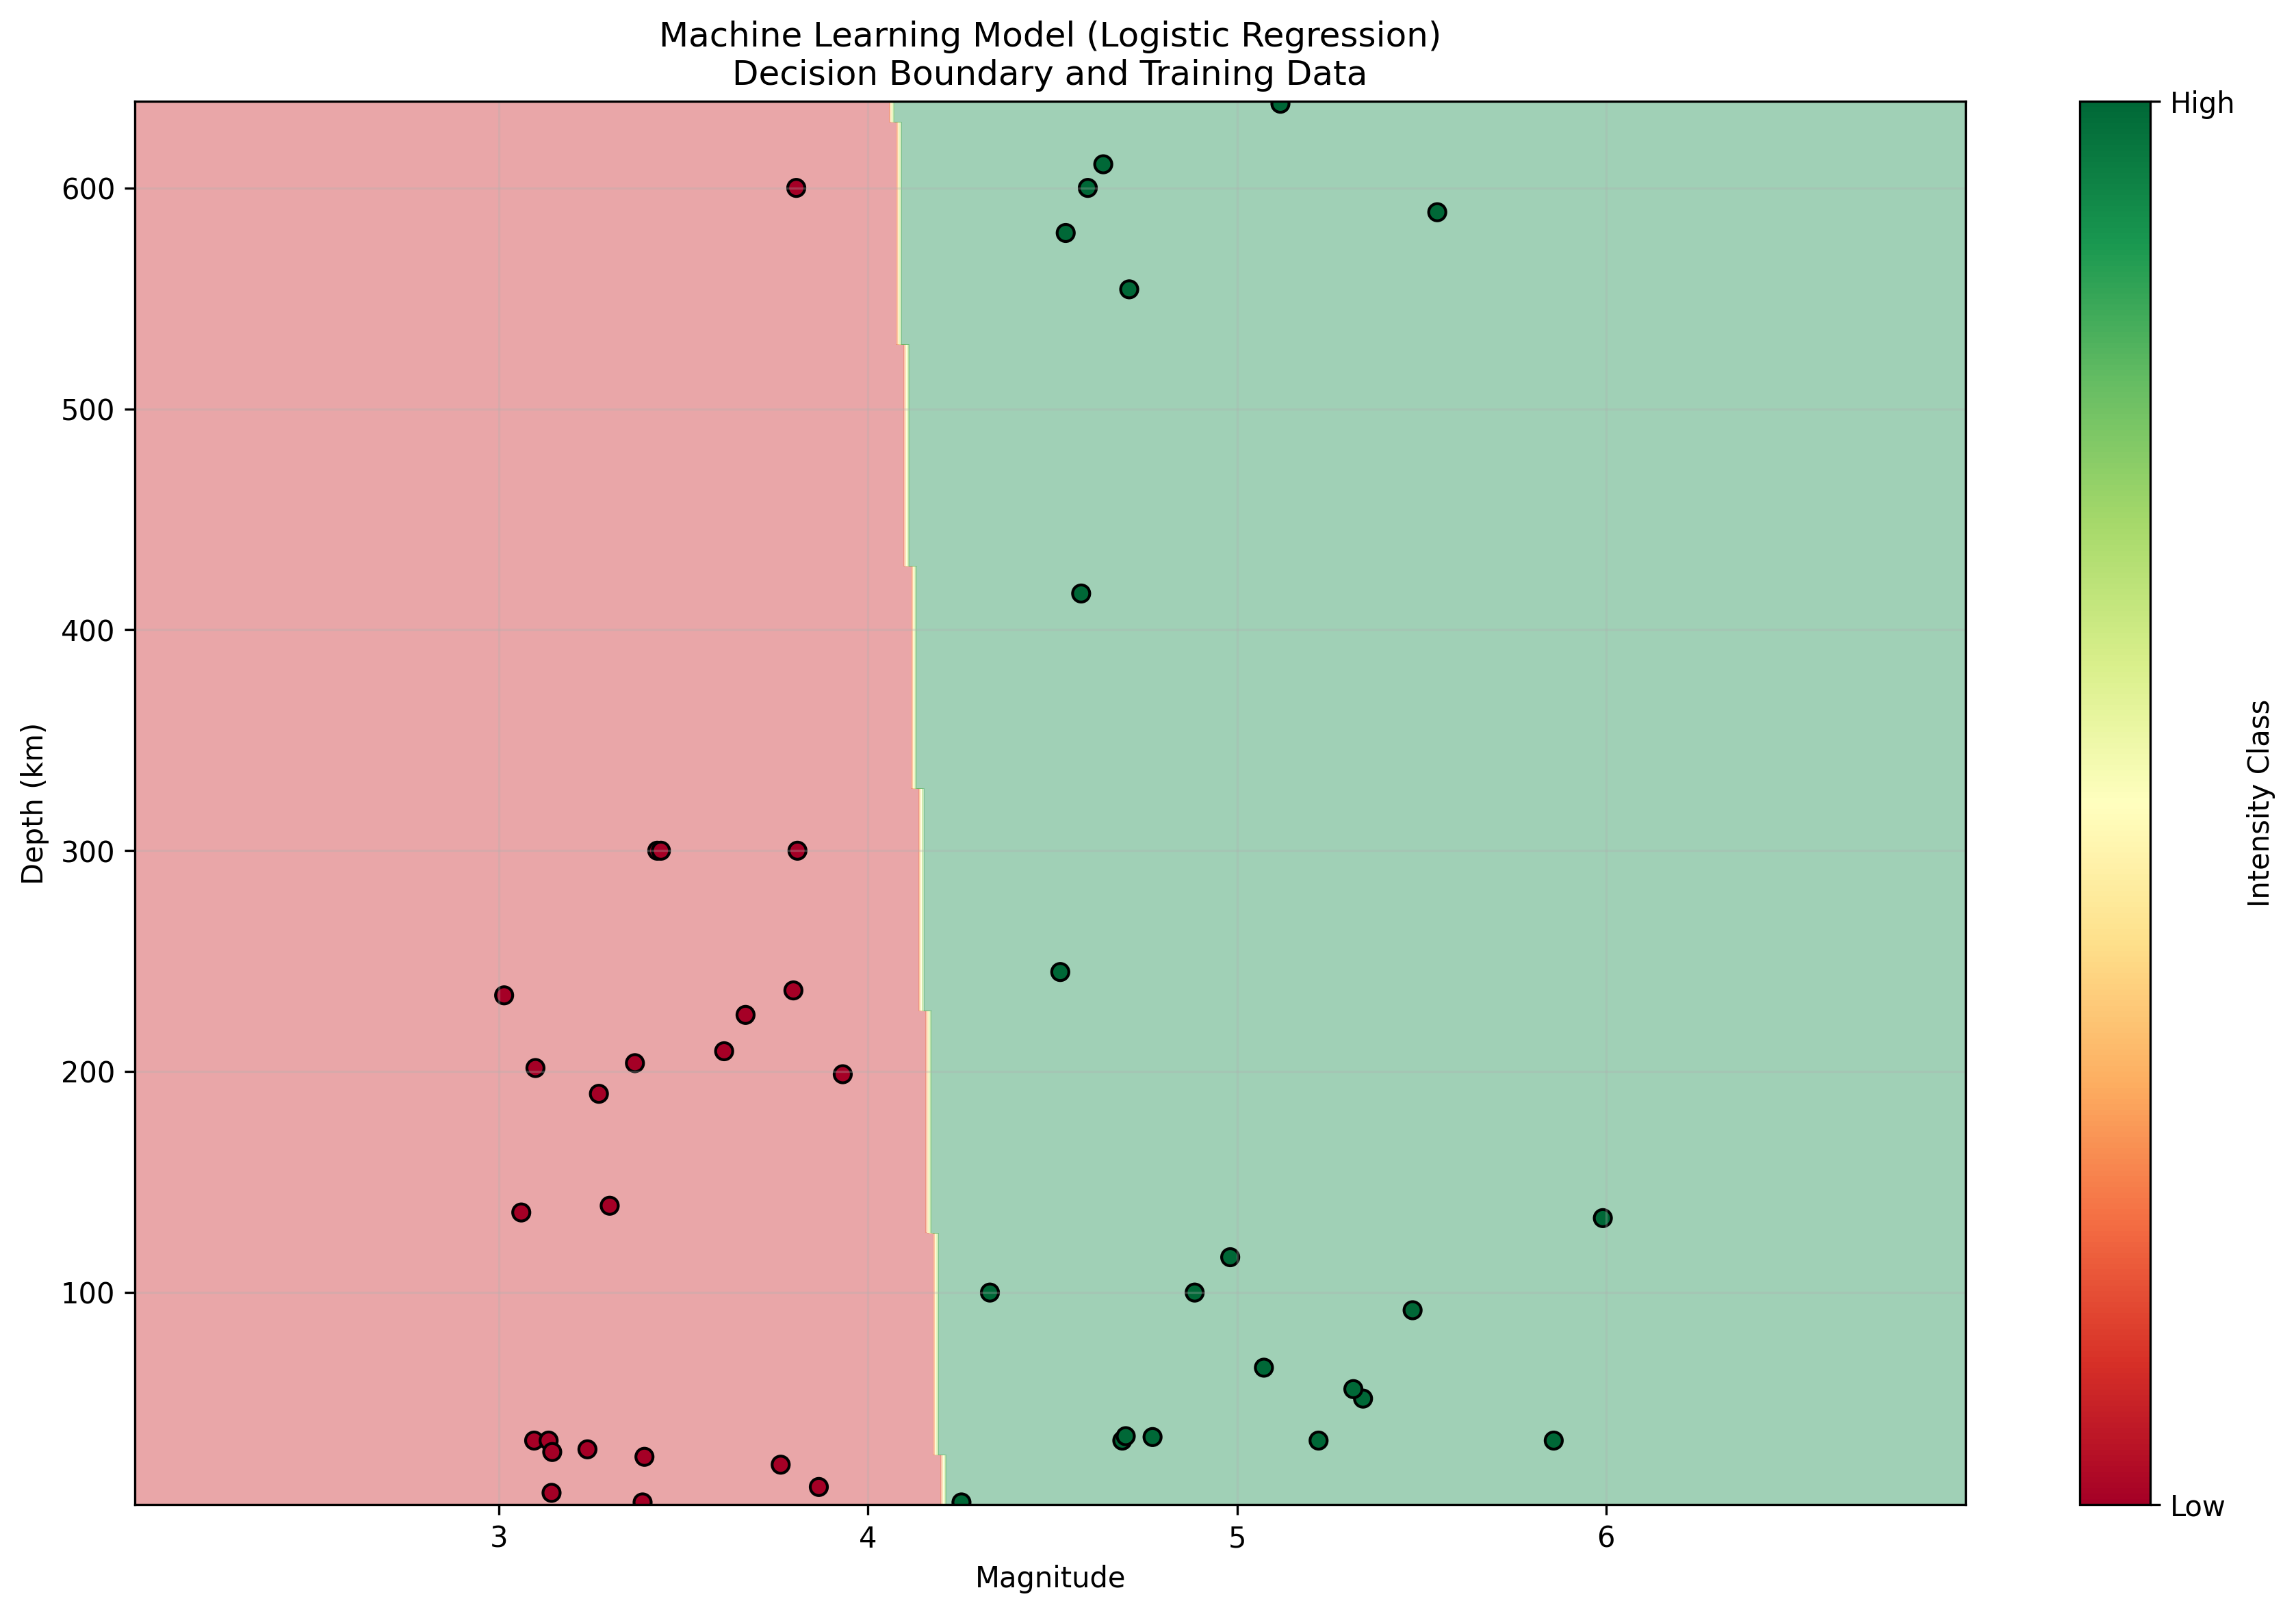 Machine Learning Model (Logistic Regression)
Decision Boundary and Training Data
High
600
500
400
300
200
100
Depth (km)
Intensity Class
Low
3
4
5
6
Magnitude